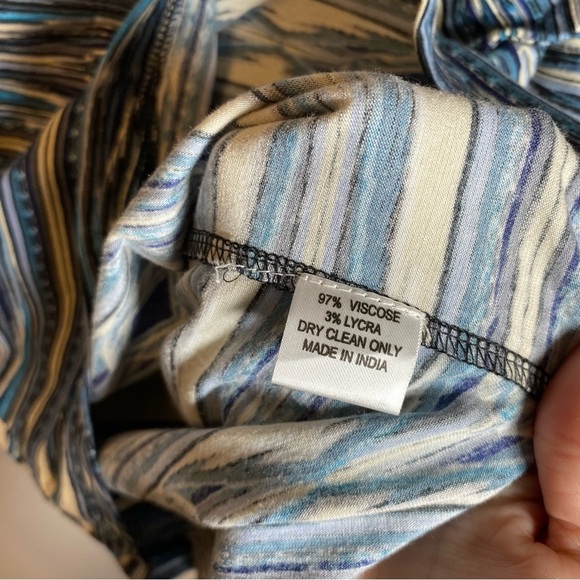 97% VISCOSE
3% LYCRA
DRY CLEAN ONLY
MADE IN INDIA